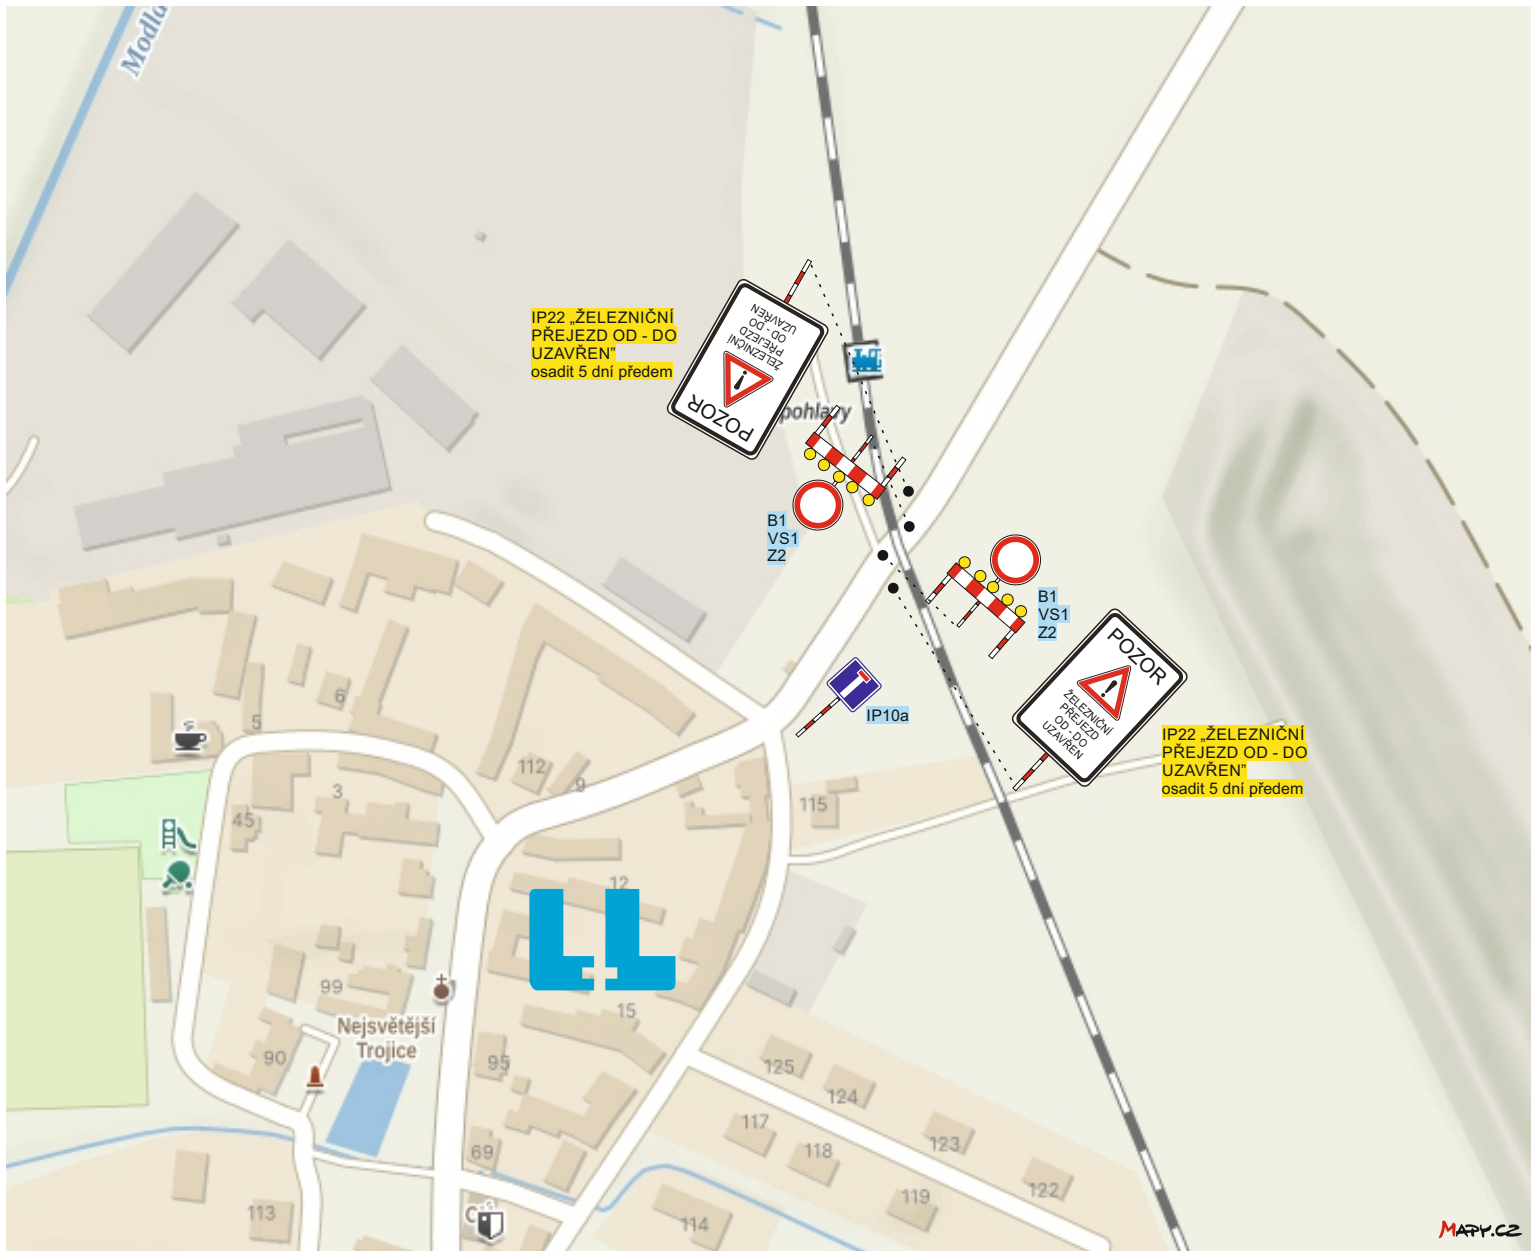 Modla
IP22 „ŽELEZNIČNÍ
PŘEJEZD OD - DO
UZAVŘEN”
osadit 5 dní předem
POZOR
!
ŽELEZNIČNÍ
PŘEJEZD
OD - DO
UZAVŘEN
pohlavy
B1
VS1
Z2
B1
VS1
Z2
POZOR
!
ŽELEZNIČNÍ
PŘEJEZD
OD - DO
UZAVŘEN
IP10a
IP22 „ŽELEZNIČNÍ
PŘEJEZD OD - DO
UZAVŘEN”
osadit 5 dní předem
6
5
112
9
3
45
115
12
99
Nejsvětější
Trojice
15
90
95
125
124
117
118
123
69
122
119
113
114
MAPY.CZ